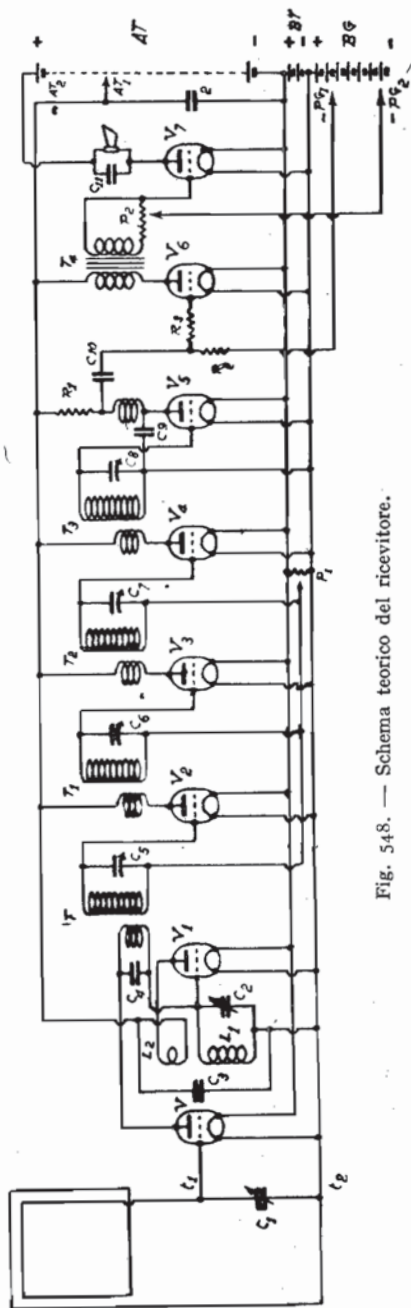 +
AT
-
AT2
AT1
2
+ BT -
+ BG -
-PG1
-PG2
C11
P2
T4
R1
C10
R3
C9
C8
T3
C7
T2
C6
T1
C5
T
C4
L2
L1
C2
C3
V
V1
V2
V3
V4
V5
V6
V7
t1
t2
C1
P1
Fig. 548. — Schema teorico del ricevitore.